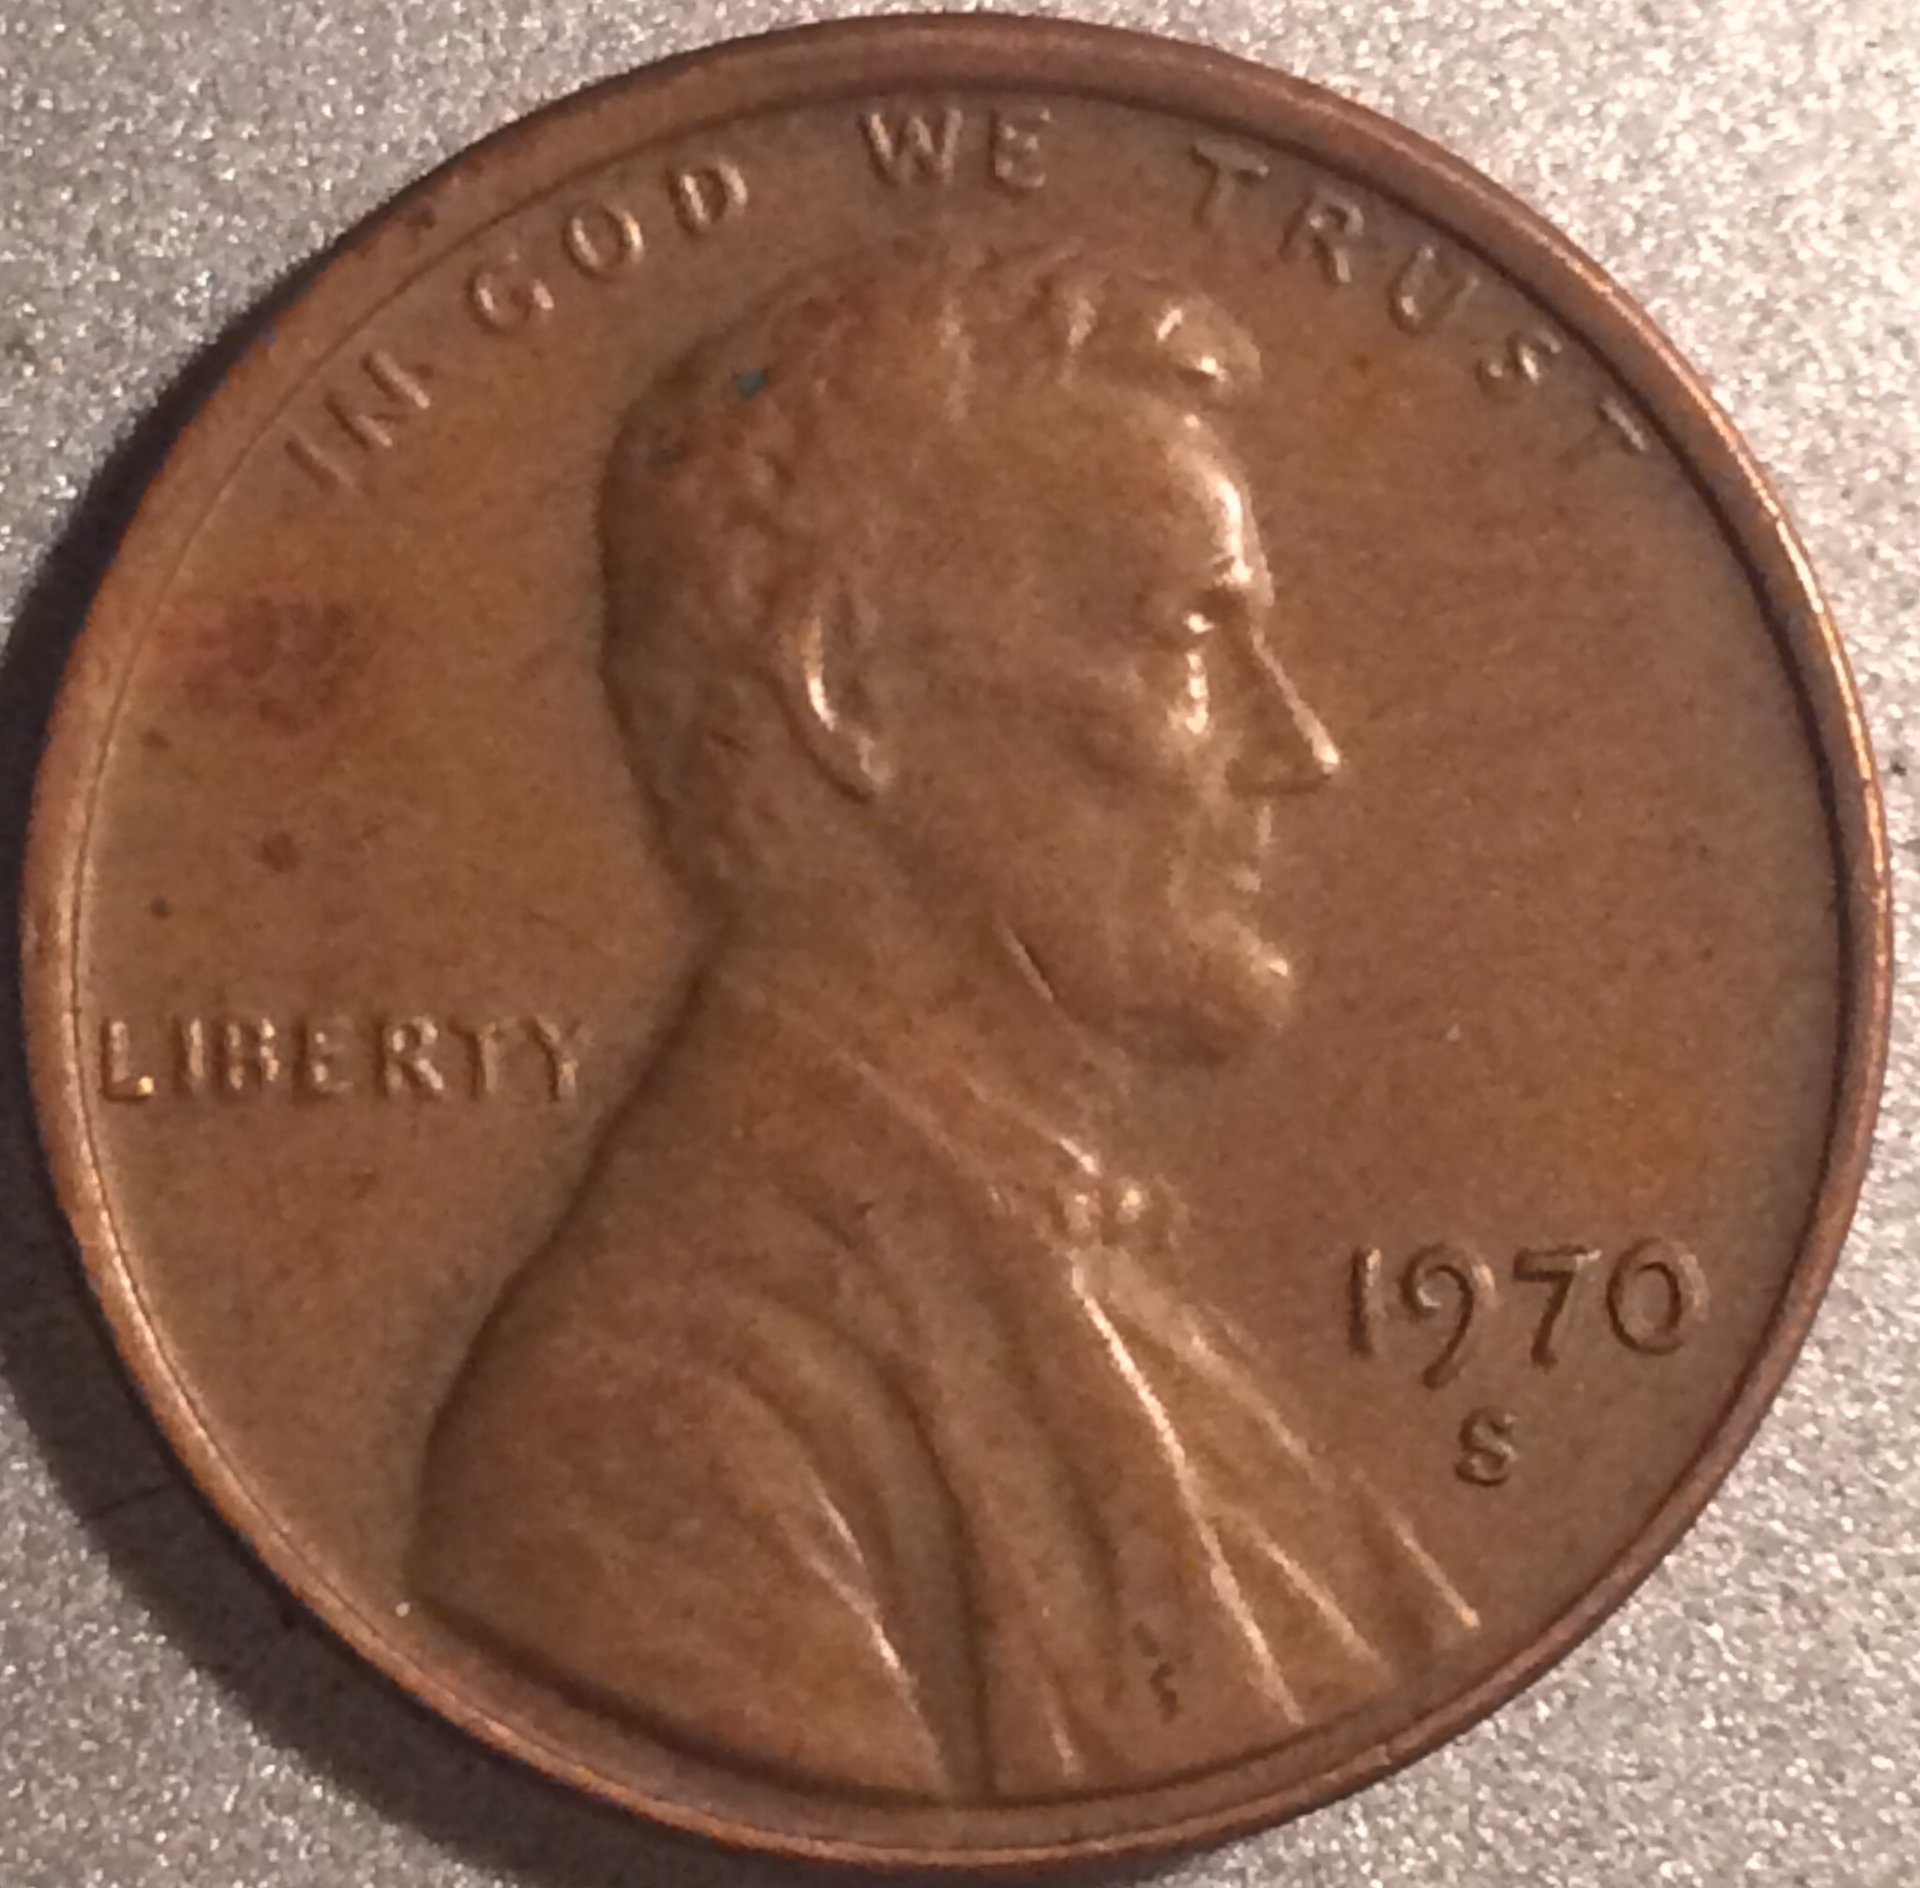 IN GOD WE TRUST
LIBERTY
1970
S